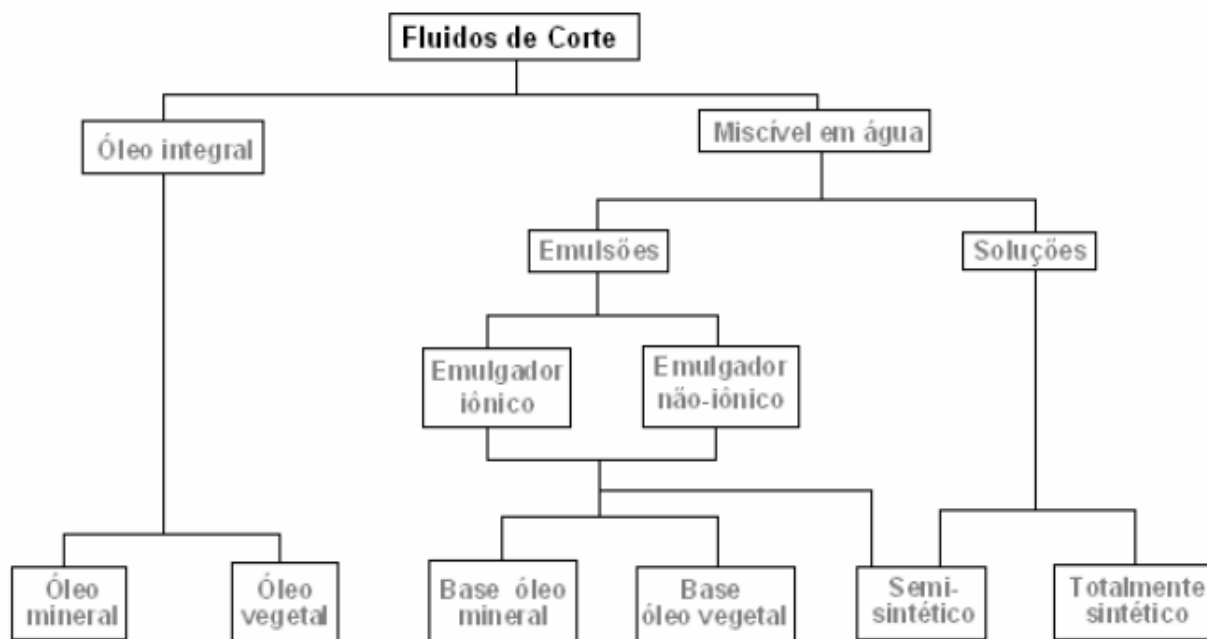 Fluidos de Corte
Óleo integral
Miscível em água
Emulsões
Soluções
Emulgador
iônico
Emulgador
não-iônico
Óleo
mineral
Óleo
vegetal
Base óleo
mineral
Base
óleo vegetal
Semi-
sintético
Totalmente
sintético